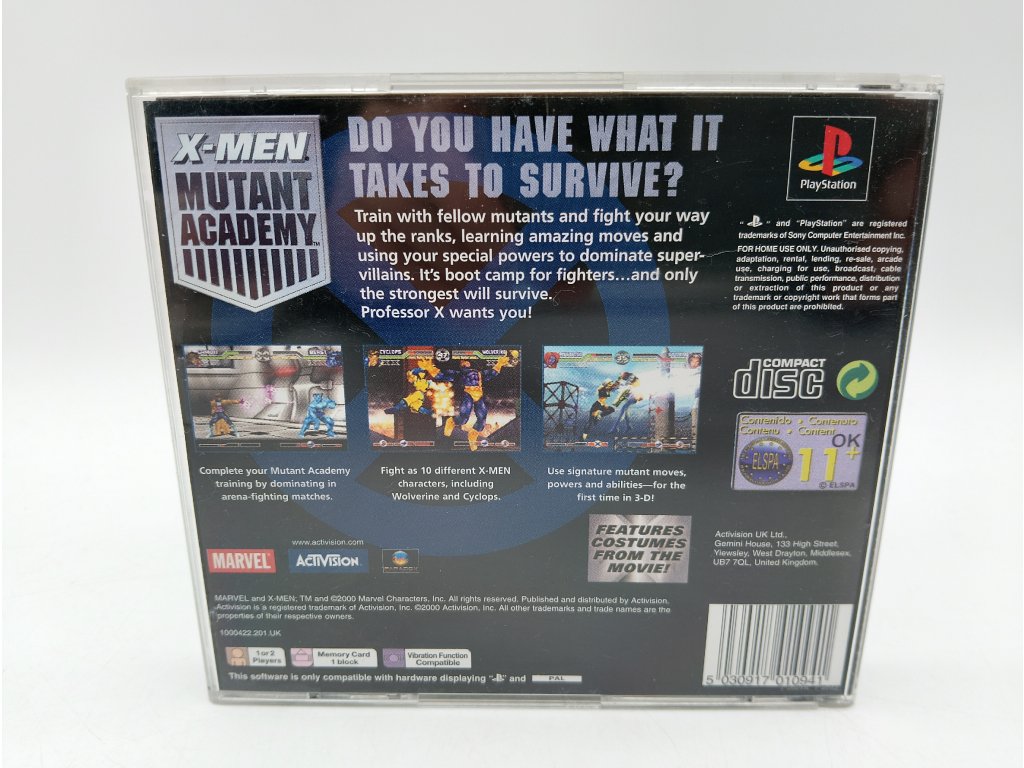 X-MEN
MUTANT
ACADEMY™
DO YOU HAVE WHAT IT
TAKES TO SURVIVE?
Train with fellow mutants and fight your way
up the ranks, learning amazing moves and
using your special powers to dominate super-
villains. It's boot camp for fighters...and only
the strongest will survive.
Professor X wants you!
PlayStation
" " and "PlayStation" are registered
trademarks of Sony Computer Entertainment Inc.
FOR HOME USE ONLY. Unauthorised copying,
adaptation, rental, lending, re-sale, arcade
use, charging for use, broadcast, cable
transmission, public performance, distribution
or extraction of this product or any
trademark or copyright work that forms part
of this product are prohibited.
BEAST
CYCLOPS 97 WOLVERINE
35
Complete your Mutant Academy
training by dominating in
arena-fighting matches.
Fight as 10 different X-MEN
characters, including
Wolverine and Cyclops.
Use signature mutant moves,
powers and abilities—for the
first time in 3-D!
COMPACT
disc
Contenido • Contenuto
Contenu • Content
OK
ELSPA
11+
© ELSPA
FEATURES
COSTUMES
FROM THE
MOVIE!
Activision UK Ltd.,
Gemini House, 133 High Street,
Yiewsley, West Drayton, Middlesex.
UB7 7QL, United Kingdom.
www.activision.com
MARVEL
ACTIVISION
PARADOX
MARVEL and X-MEN; TM and ©2000 Marvel Characters, Inc. All rights reserved. Published and distributed by Activision.
Activision is a registered trademark of Activision, Inc. ©2000 Activision, Inc. All other trademarks and trade names are the
properties of their respective owners.
1000422.201.UK
1 or 2
Players
Memory Card
1 block
Vibration Function
Compatible
This software is only compatible with hardware displaying " " and PAL
5 030917 010941